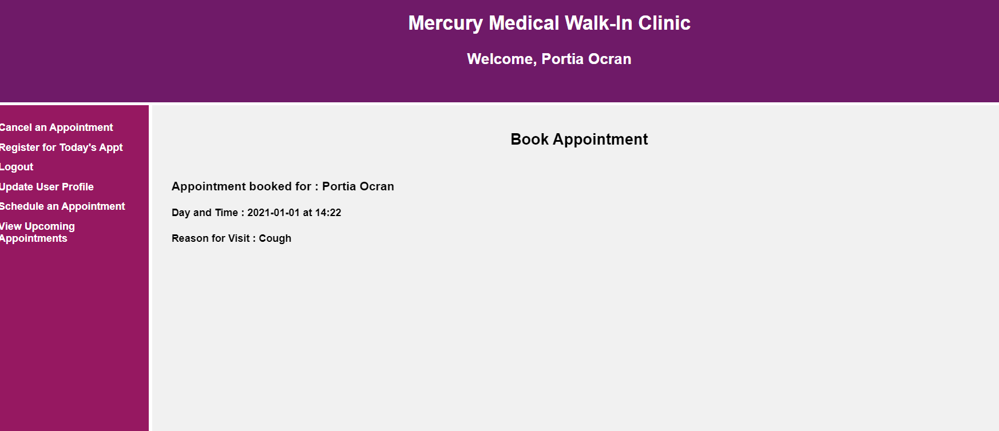 Mercury Medical Walk-In Clinic
Welcome, Portia Ocran
Cancel an Appointment
Register for Today's Appt
Logout
Update User Profile
Schedule an Appointment
View Upcoming
Appointments
Book Appointment
Appointment booked for : Portia Ocran
Day and Time : 2021-01-01 at 14:22
Reason for Visit : Cough